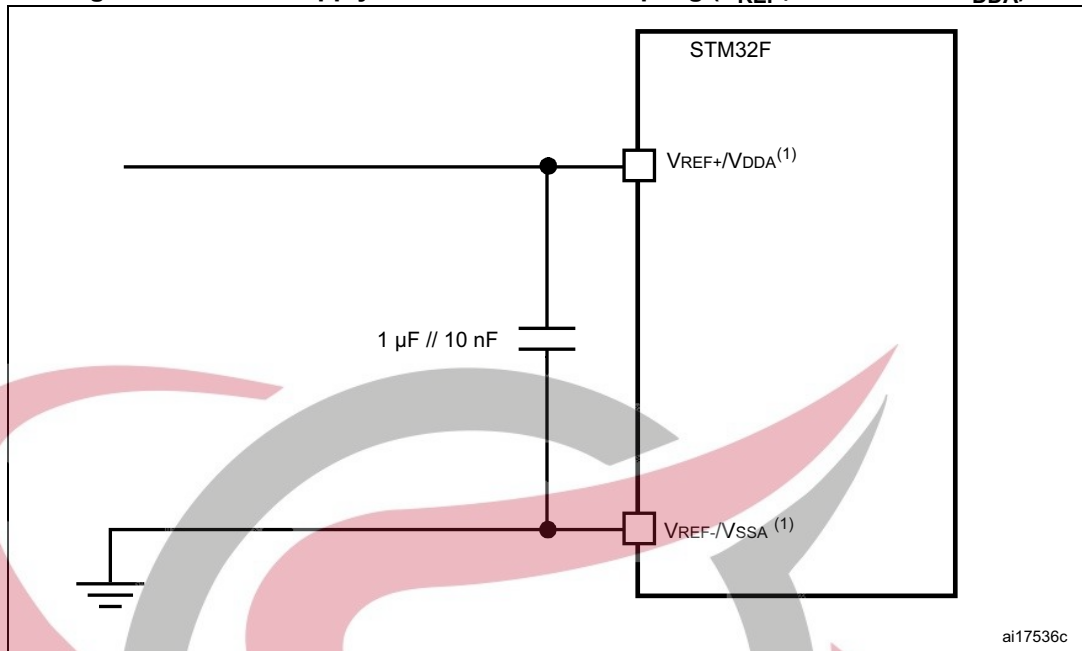 STM32F
VREF+/VDDA(1)
1 µF // 10 nF
VREF-/VSSA (1)
ai17536c